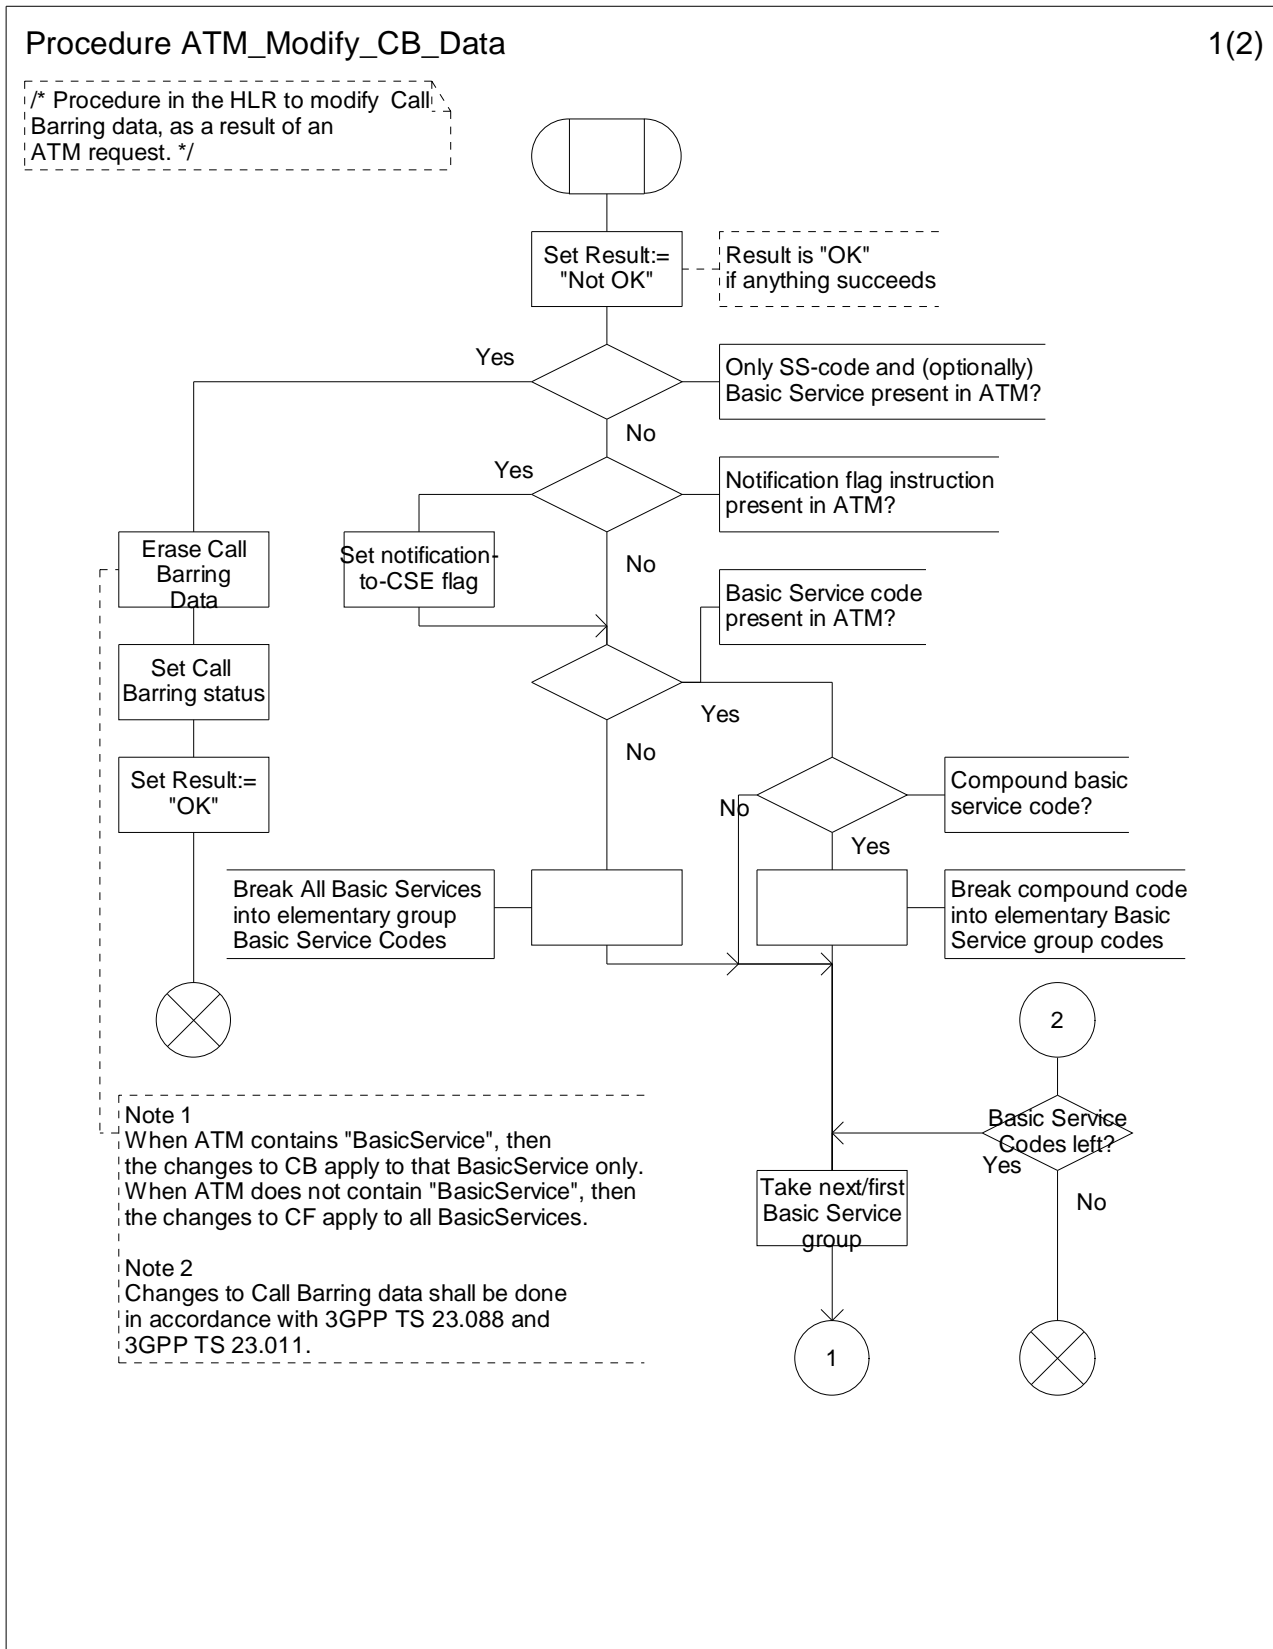 Procedure ATM_Modify_CB_Data
1(2)
/* Procedure in the HLR to modify Call
Barring data, as a result of an
ATM request. */
Set Result:=
"Not OK"
Result is "OK"
if anything succeeds
Yes
Only SS-code and (optionally)
Basic Service present in ATM?
No
Yes
Notification flag instruction
present in ATM?
Erase Call
Barring
Data
Set notification-
to-CSE flag
No
Basic Service code
present in ATM?
Set Call
Barring status
Yes
No
Set Result:=
"OK"
Compound basic
service code?
No
Yes
Break All Basic Services
into elementary group
Basic Service Codes
Break compound code
into elementary Basic
Service group codes
2
Note 1
When ATM contains "BasicService", then
the changes to CB apply to that BasicService only.
When ATM does not contain "BasicService", then
the changes to CF apply to all BasicServices.
Note 2
Changes to Call Barring data shall be done
in accordance with 3GPP TS 23.088 and
3GPP TS 23.011.
Basic Service
Codes left?
Yes
No
Take next/first
Basic Service
group
1